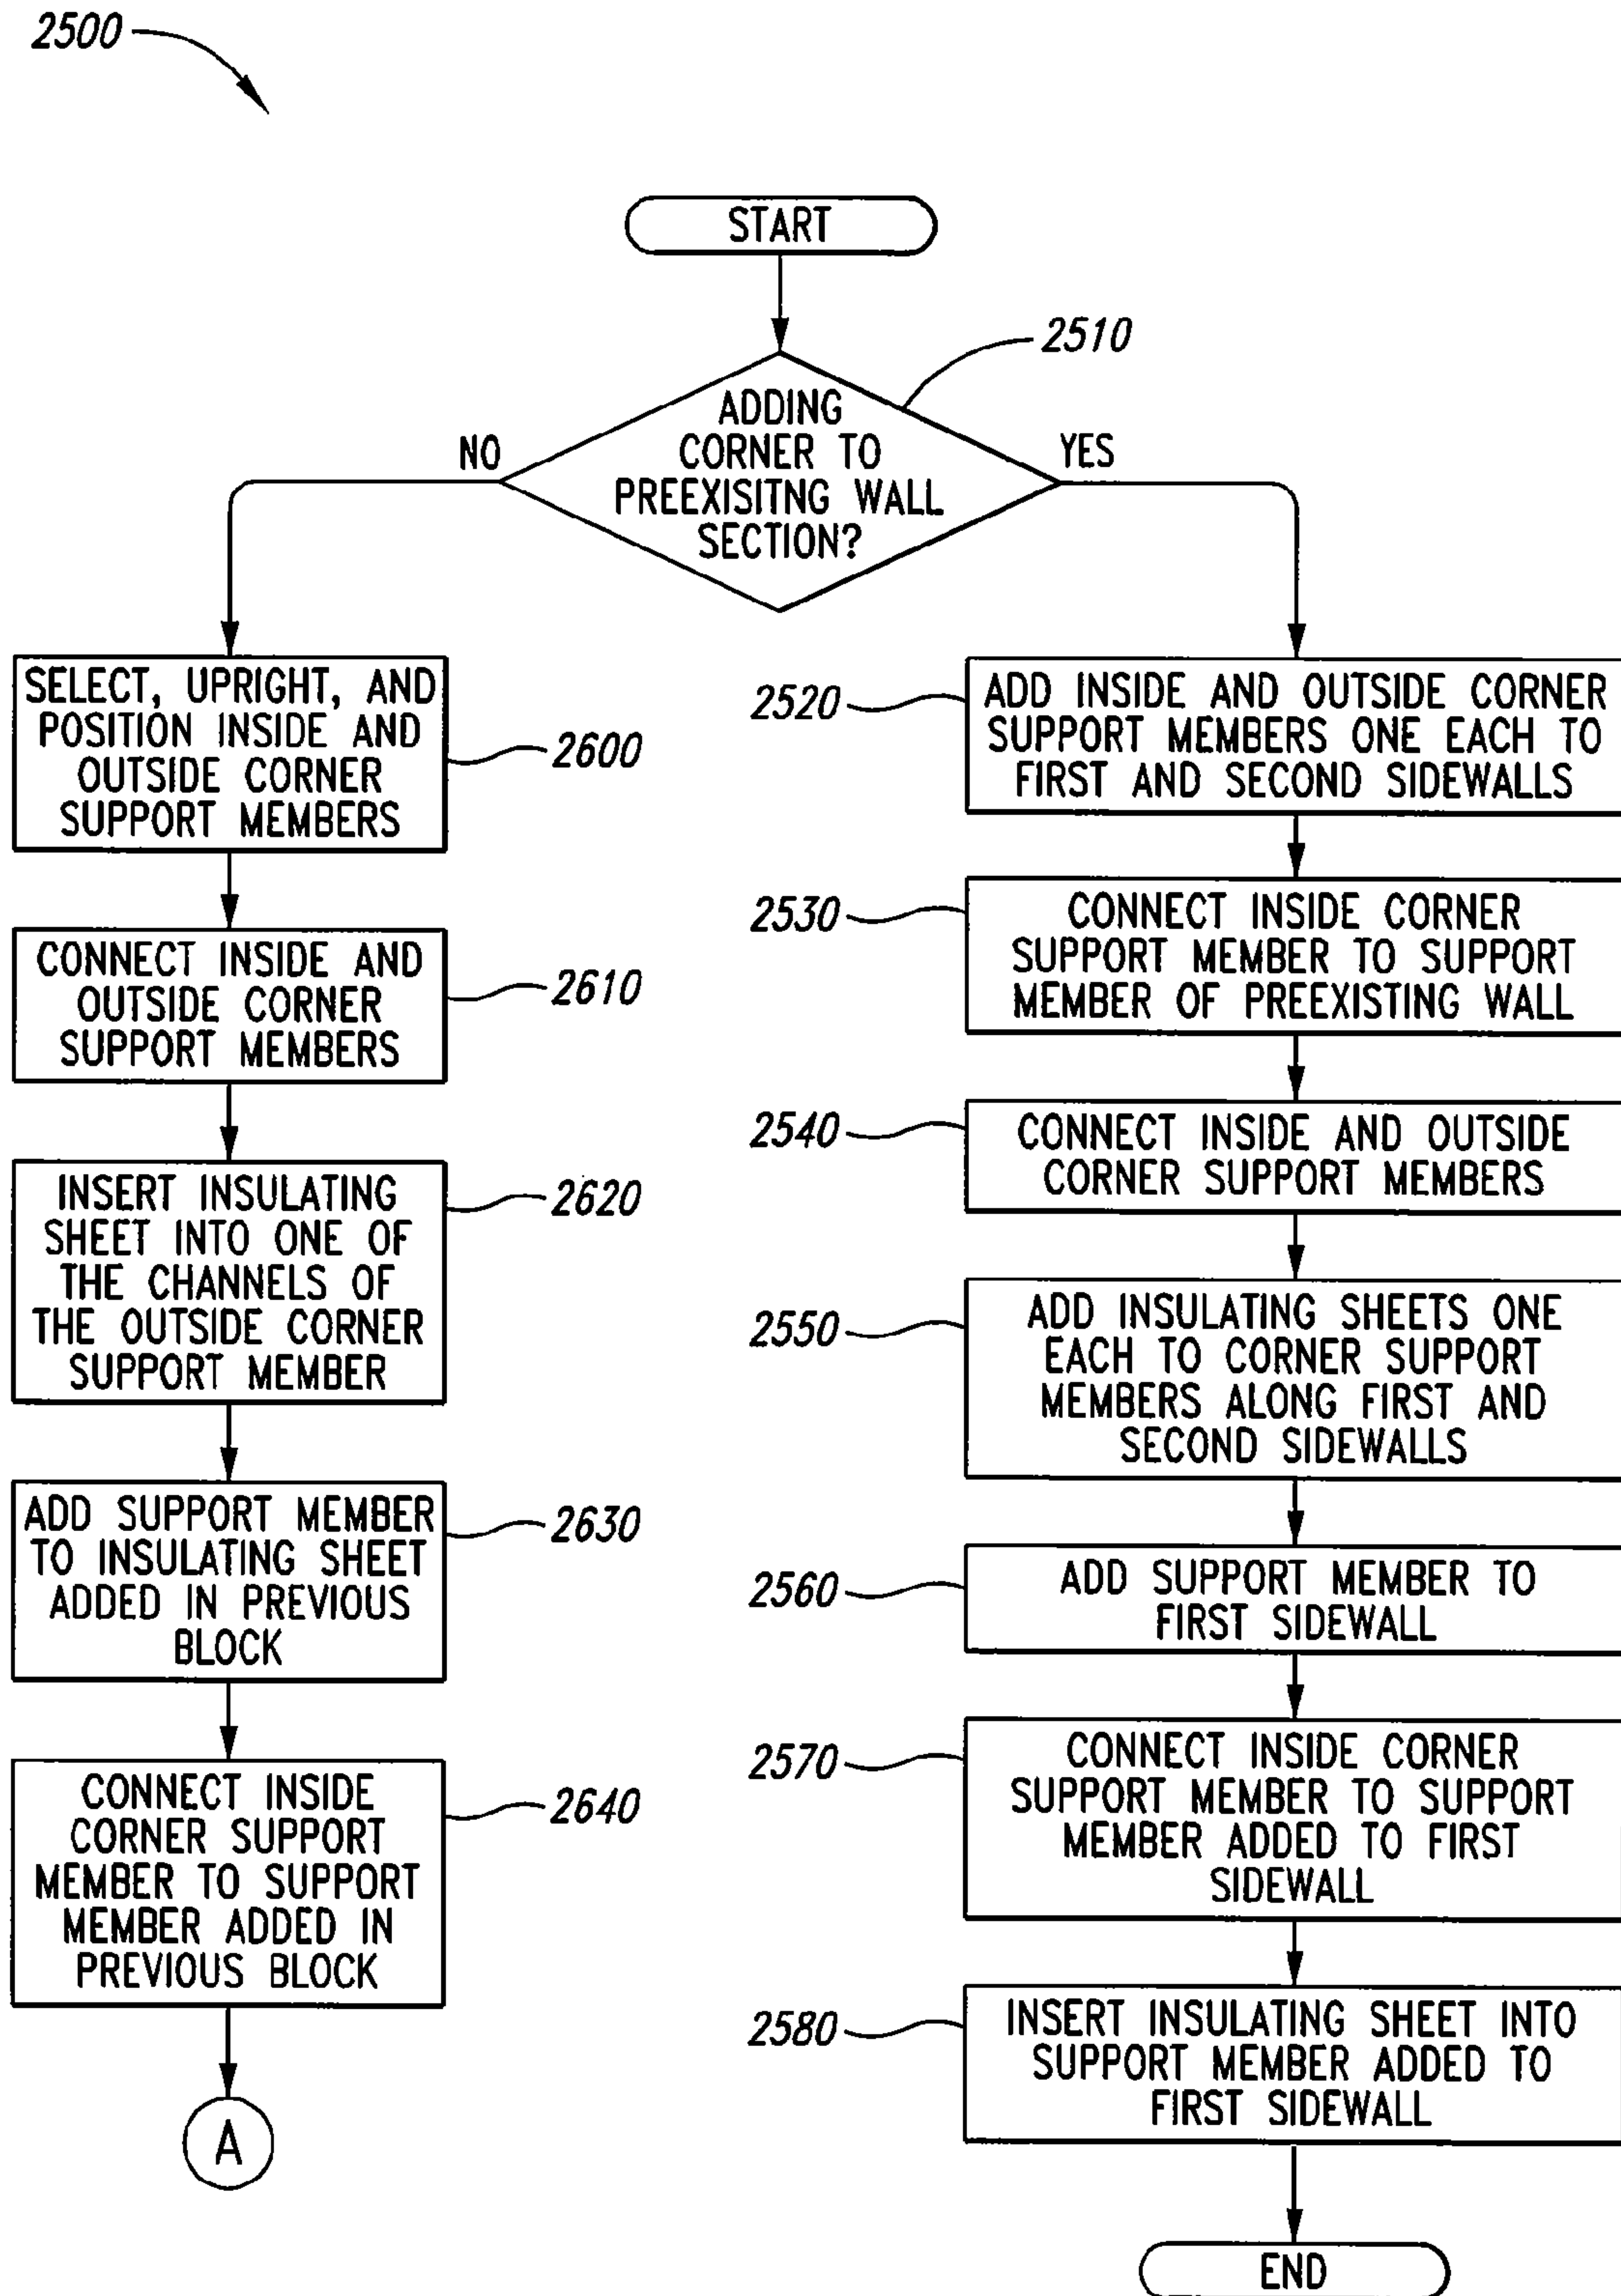 2500
START
2510
ADDING
CORNER TO
PREEXISITNG WALL
SECTION?
NO
YES
SELECT, UPRIGHT, AND
POSITION INSIDE AND
OUTSIDE CORNER
SUPPORT MEMBERS
2600
CONNECT INSIDE AND
OUTSIDE CORNER
SUPPORT MEMBERS
2610
INSERT INSULATING
SHEET INTO ONE OF
THE CHANNELS OF
THE OUTSIDE CORNER
SUPPORT MEMBER
2620
ADD SUPPORT MEMBER
TO INSULATING SHEET
ADDED IN PREVIOUS
BLOCK
2630
CONNECT INSIDE
CORNER SUPPORT
MEMBER TO SUPPORT
MEMBER ADDED IN
PREVIOUS BLOCK
2640
A
2520
ADD INSIDE AND OUTSIDE CORNER
SUPPORT MEMBERS ONE EACH TO
FIRST AND SECOND SIDEWALLS
2530
CONNECT INSIDE CORNER
SUPPORT MEMBER TO SUPPORT
MEMBER OF PREEXISTING WALL
2540
CONNECT INSIDE AND OUTSIDE
CORNER SUPPORT MEMBERS
2550
ADD INSULATING SHEETS ONE
EACH TO CORNER SUPPORT
MEMBERS ALONG FIRST AND
SECOND SIDEWALLS
2560
ADD SUPPORT MEMBER TO
FIRST SIDEWALL
2570
CONNECT INSIDE CORNER
SUPPORT MEMBER TO SUPPORT
MEMBER ADDED TO FIRST
SIDEWALL
2580
INSERT INSULATING SHEET INTO
SUPPORT MEMBER ADDED TO
FIRST SIDEWALL
END